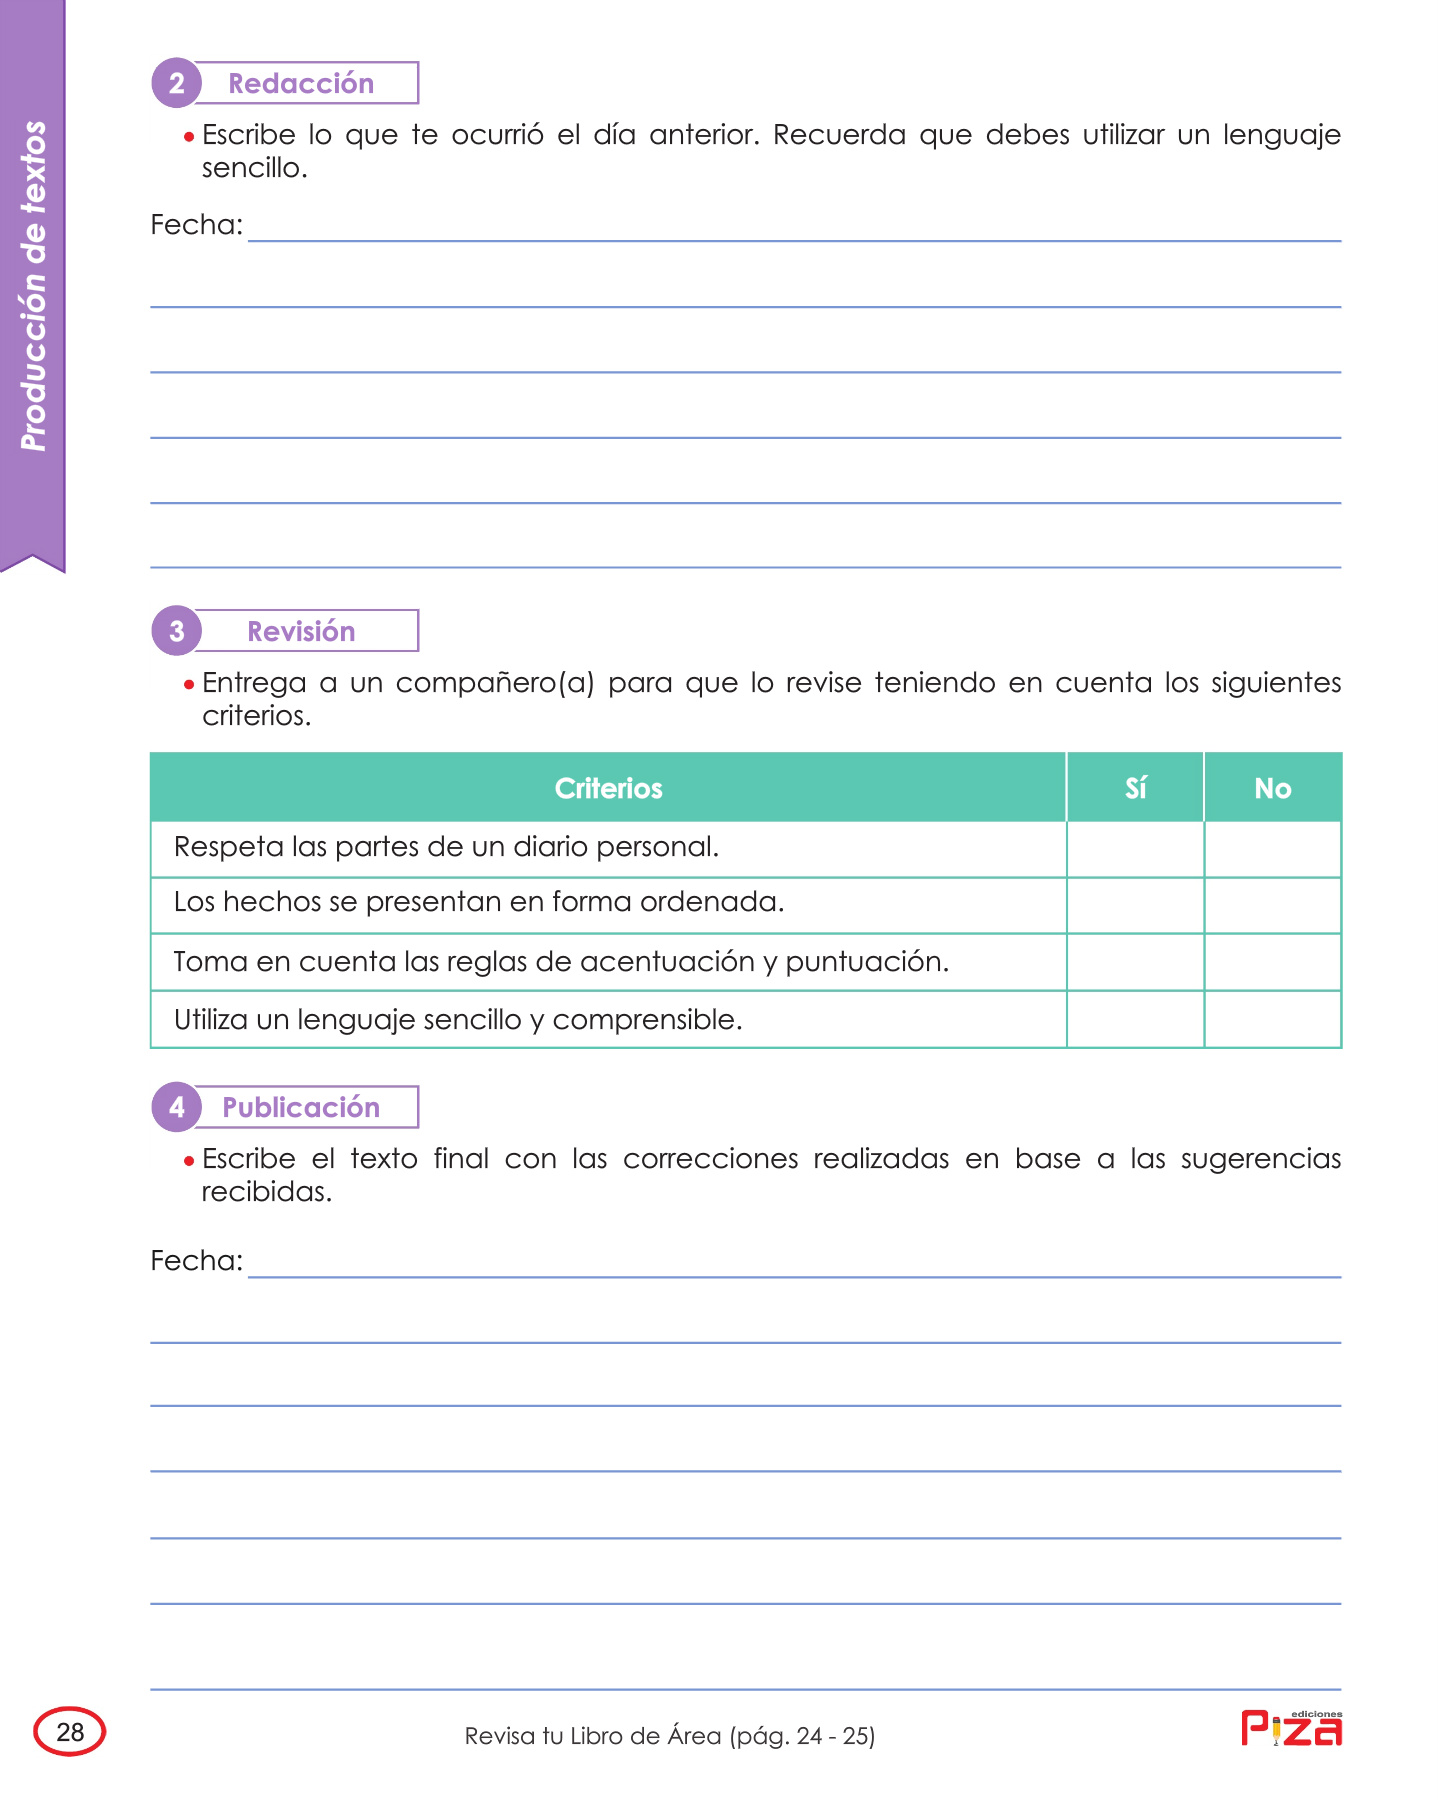 Producción de textos
2 Redacción
• Escribe lo que te ocurrió el día anterior. Recuerda que debes utilizar un lenguaje
sencillo.
Fecha:
3 Revisión
• Entrega a un compañero(a) para que lo revise teniendo en cuenta los siguientes
criterios.
Criterios Sí No
Respeta las partes de un diario personal.
Los hechos se presentan en forma ordenada.
Toma en cuenta las reglas de acentuación y puntuación.
Utiliza un lenguaje sencillo y comprensible.
4 Publicación
• Escribe el texto final con las correcciones realizadas en base a las sugerencias
recibidas.
Fecha:
28
Revisa tu Libro de Área (pág. 24 - 25)
ediciones
Piza